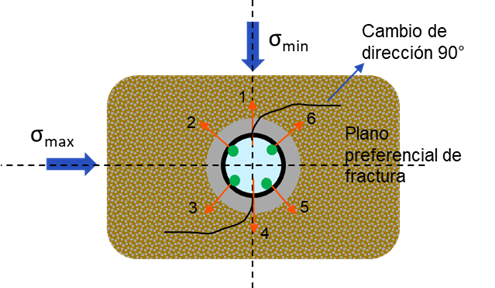 σmin
Cambio de
dirección 90°
1
2
6
σmax
Plano
preferencial de
fractura
3
5
4